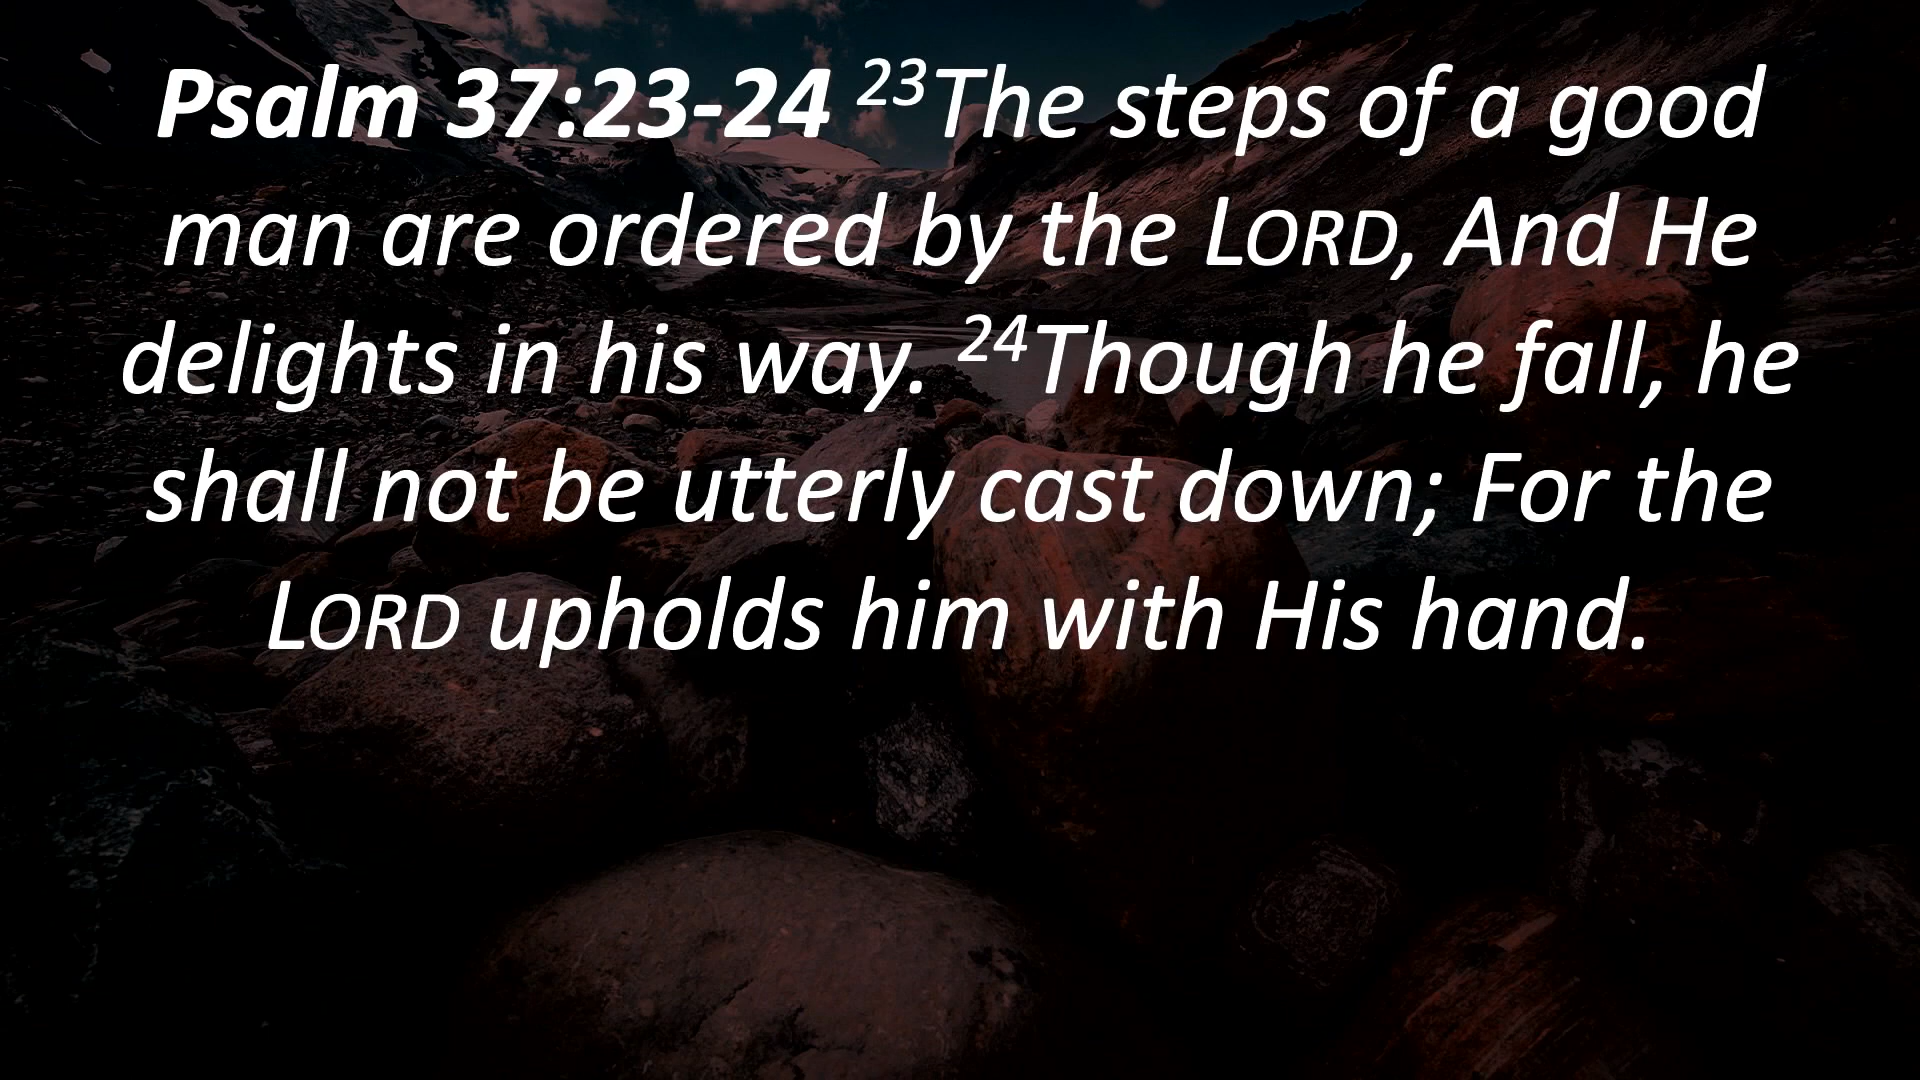 Psalm 37:23-24 ²³The steps of a good
man are ordered by the LORD, And He
delights in his way. ²⁴Though he fall, he
shall not be utterly cast down; For the
LORD upholds him with His hand.